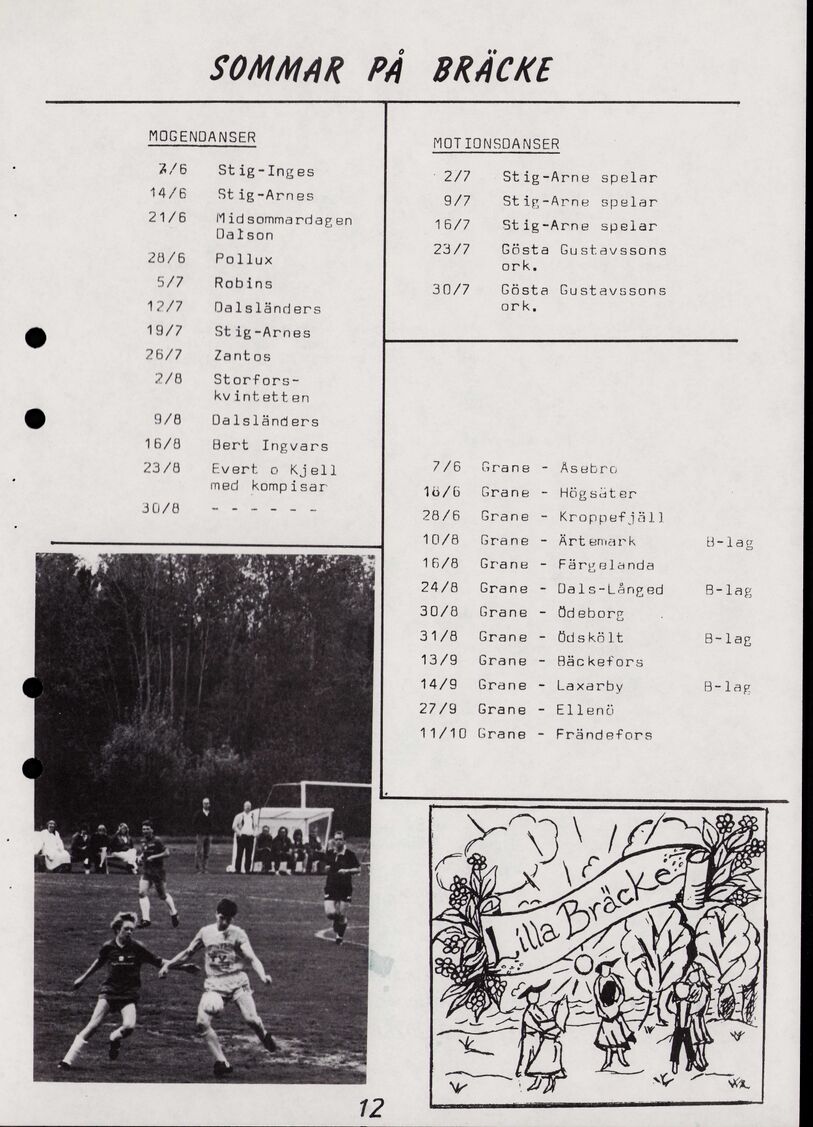 SOMMAR PÅ BRÄCKE
MOGENDANSER
7/6 Stig-Inges
14/6 Stig-Arnes
21/6 Midsommardagen
Dalson
28/6 Pollux
5/7 Robins
12/7 Dalsländers
19/7 Stig-Arnes
26/7 Zantos
2/8 Storfors-
kvintetten
9/8 Dalsländers
16/8 Bert Ingvars
23/8 Evert o Kjell
med kompisar
30/8 - - - - - -
MOTIONSDANSER
2/7 Stig-Arne spelar
9/7 Stig-Arne spelar
16/7 Stig-Arne spelar
23/7 Gösta Gustavssons
ork.
30/7 Gösta Gustavssons
ork.
7/6 Grane - Åsebro
16/6 Grane - Högsäter
28/6 Grane - Kroppefjäll
10/8 Grane - Ärtemark B-lag
16/8 Grane - Färgelanda
24/8 Grane - Dals-Långed B-lag
30/8 Grane - Ödeborg
31/8 Grane - Ödskölt B-lag
13/9 Grane - Bäckefors
14/9 Grane - Laxarby B-lag
27/9 Grane - Ellenö
11/10 Grane - Frändefors
Lilla Bräcke
12